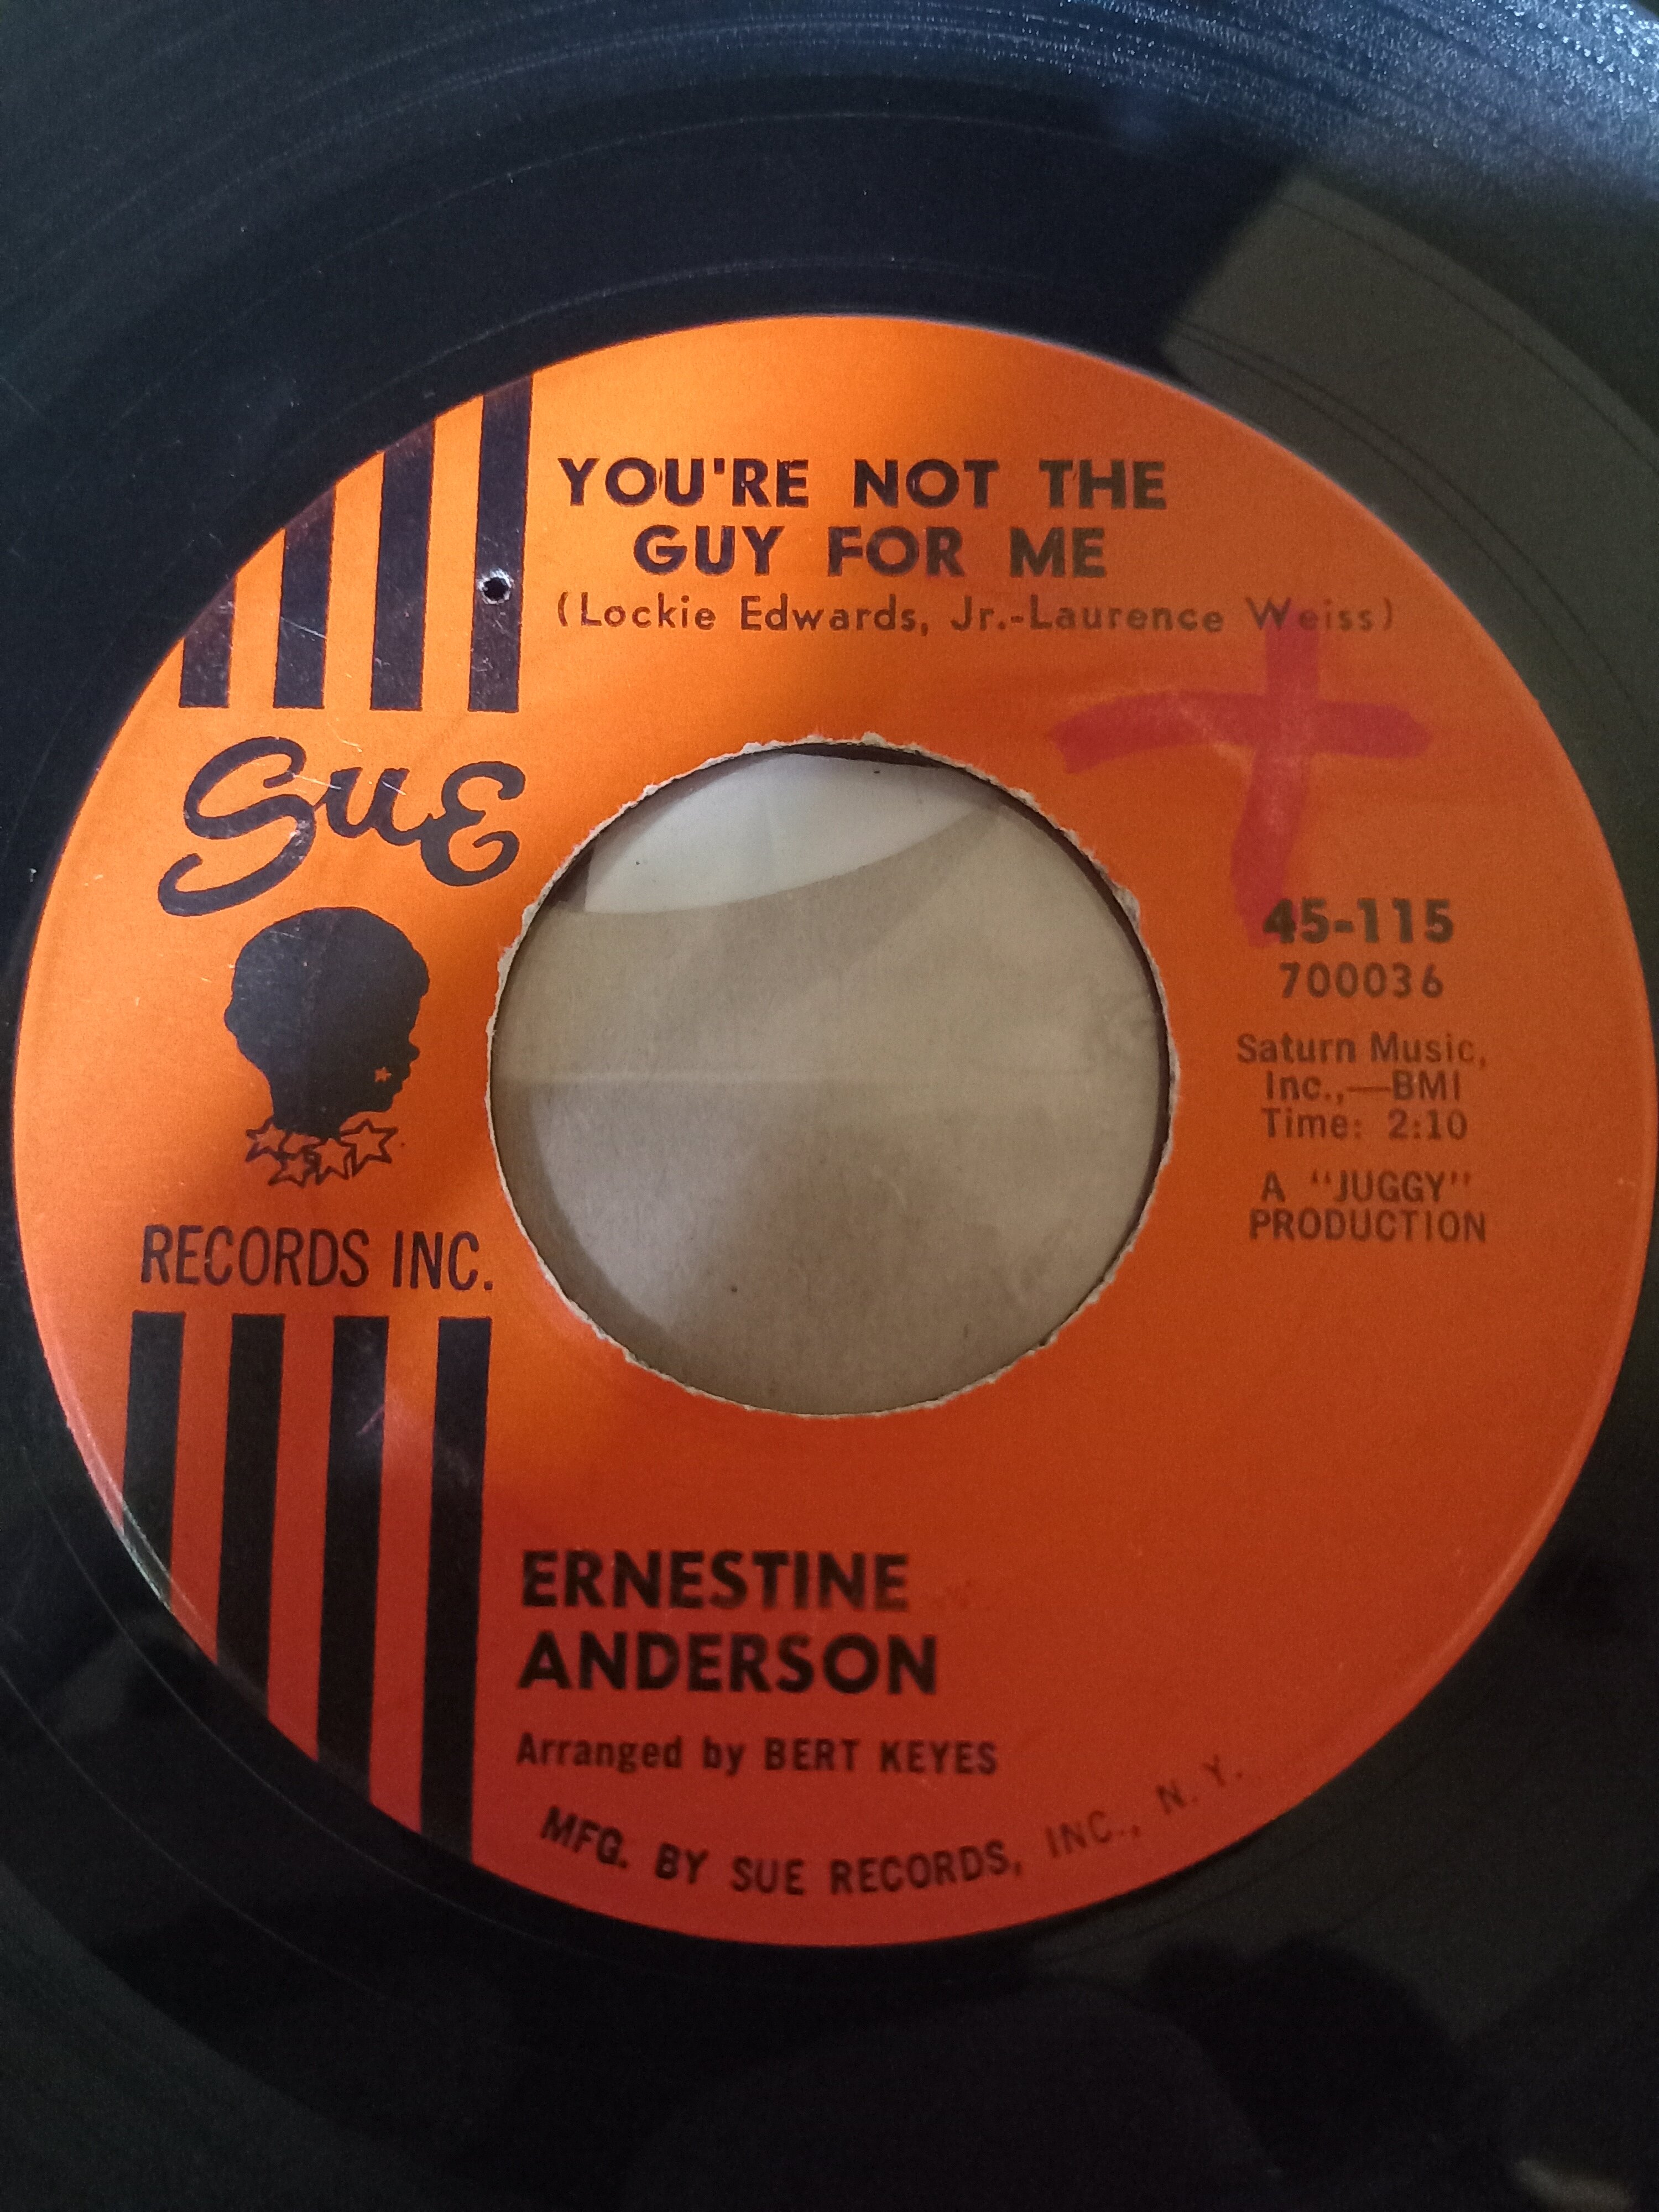 YOU'RE NOT THE
GUY FOR ME
(Lockie Edwards, Jr.-Laurence Weiss)
Sue
RECORDS INC.
45-115
700036
Saturn Music,
Inc.,—BMI
Time: 2:10
A "JUGGY"
PRODUCTION
ERNESTINE
ANDERSON
Arranged by BERT KEYES
MFG. BY SUE RECORDS, INC., N. Y.